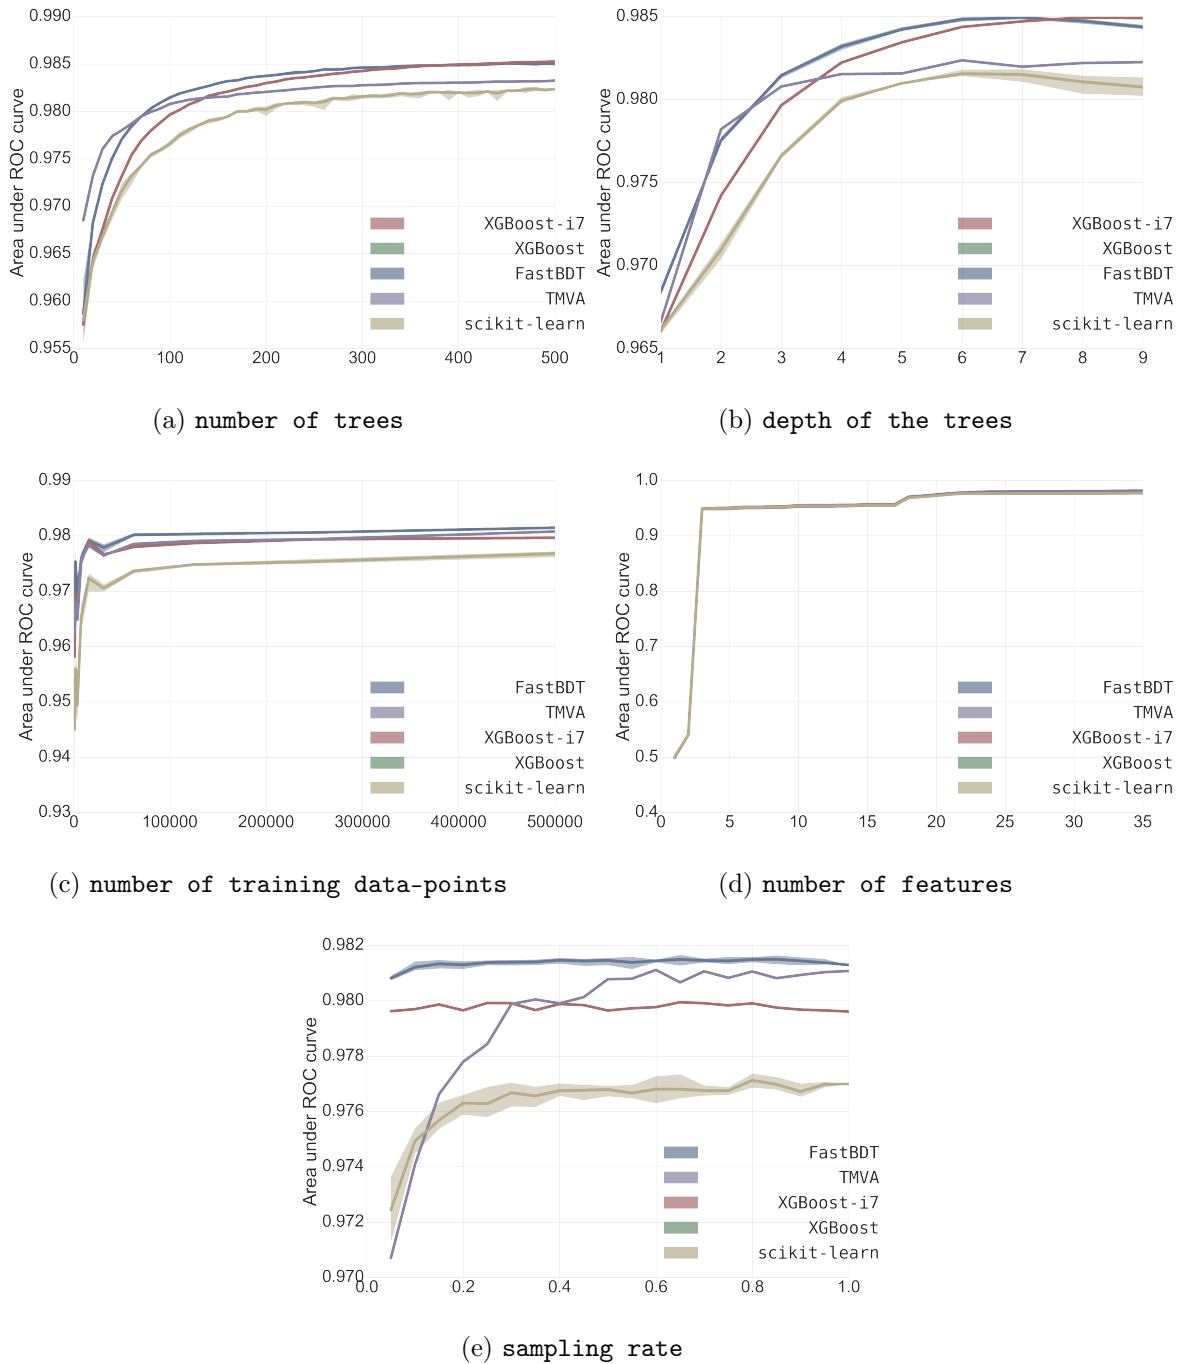 0.990
0.985
0.980
0.975
0.970
0.965
0.960
0.955
Area under ROC curve
XGBoost-i7
XGBoost
FastBDT
TMVA
scikit-learn
0 100 200 300 400 500
(a) number of trees
0.985
0.980
0.975
0.970
0.965
Area under ROC curve
XGBoost-i7
XGBoost
FastBDT
TMVA
scikit-learn
1 2 3 4 5 6 7 8 9
(b) depth of the trees
0.99
0.98
0.97
0.96
0.95
0.94
0.93
Area under ROC curve
FastBDT
TMVA
XGBoost-i7
XGBoost
scikit-learn
0 100000 200000 300000 400000 500000
(c) number of training data-points
1.0
0.9
0.8
0.7
0.6
0.5
0.4
Area under ROC curve
FastBDT
TMVA
XGBoost-i7
XGBoost
scikit-learn
0 5 10 15 20 25 30 35
(d) number of features
0.982
0.980
0.978
0.976
0.974
0.972
0.970
Area under ROC curve
FastBDT
TMVA
XGBoost-i7
XGBoost
scikit-learn
0.0 0.2 0.4 0.6 0.8 1.0
(e) sampling rate